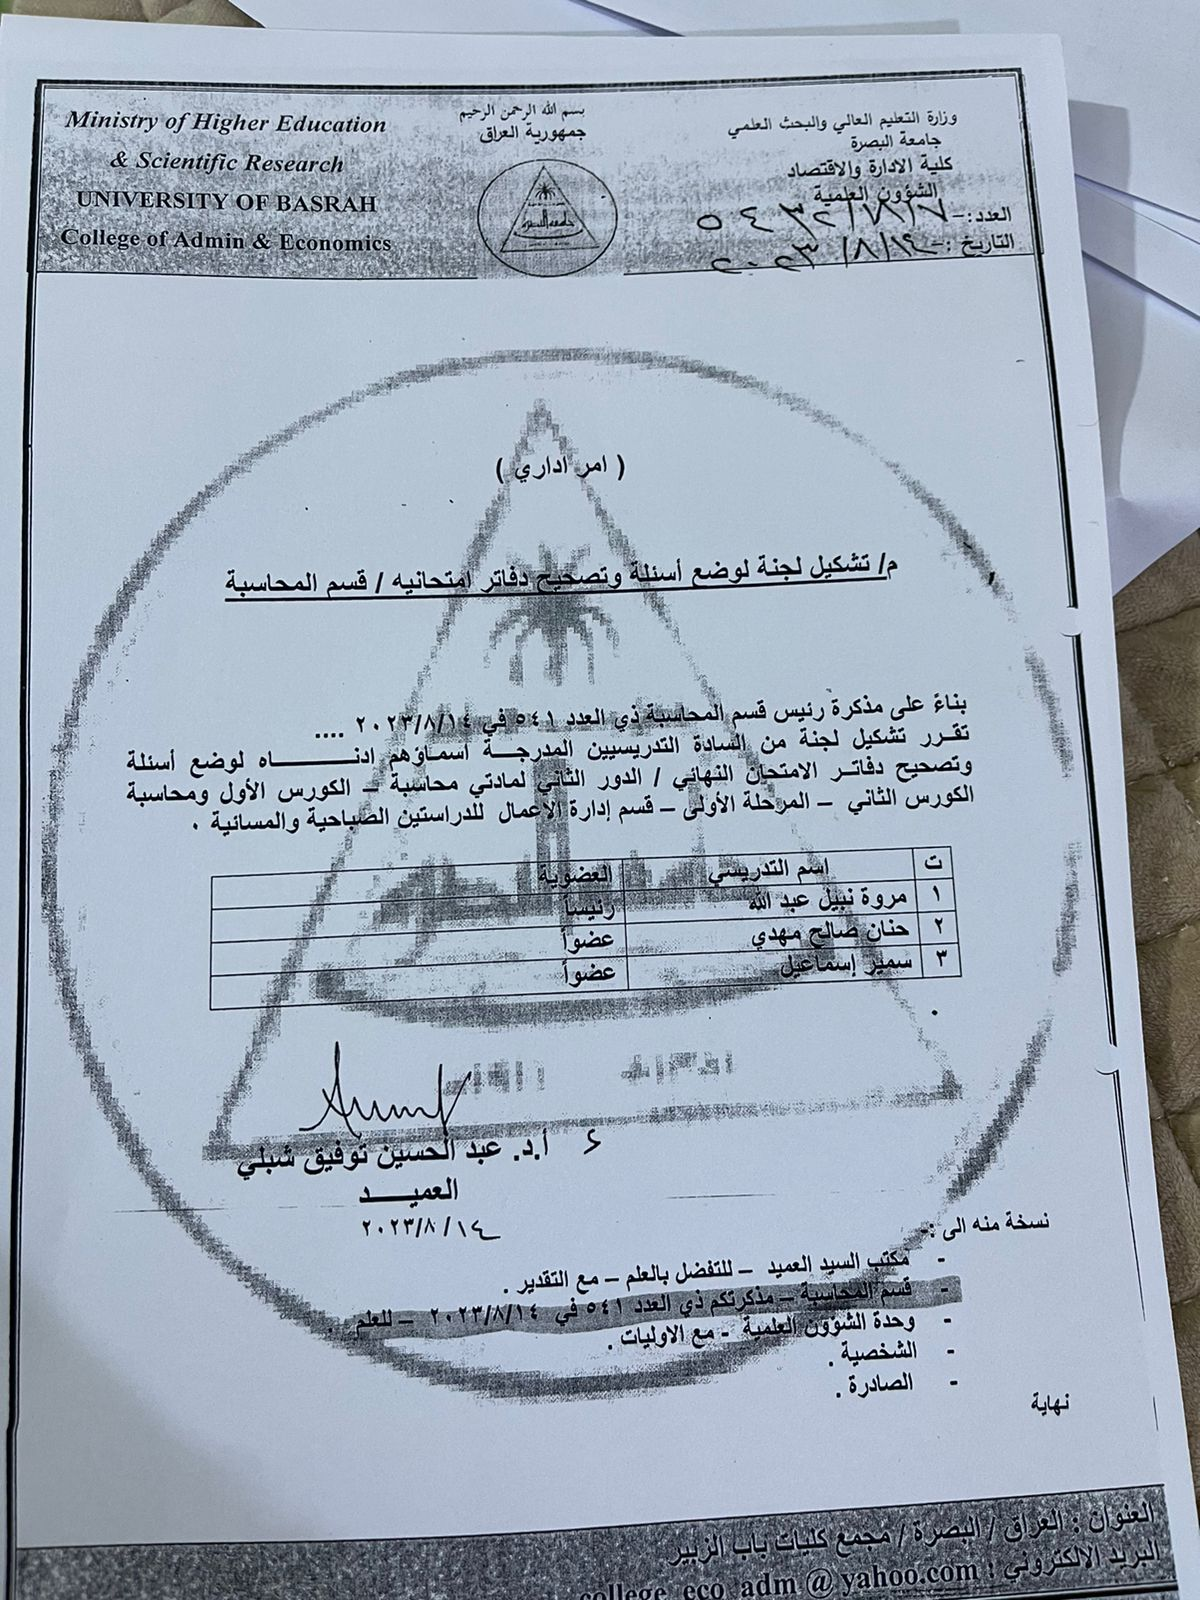 Ministry of Higher Education
& Scientific Research
UNIVERSITY OF BASRAH
College of Admin & Economics
بسم الله الرحمن الرحيم
جمهورية العراق
وزارة التعليم العالي والبحث العلمي
جامعة البصرة
كلية الادارة والاقتصاد
الشؤون العلمية
العدد:-
التاريخ :-
( امر اداري )
م/ تشكيل لجنة لوضع أسئلة وتصحيح دفاتر امتحانيه / قسم المحاسبة
بناءً على مذكرة رئيس قسم المحاسبة ذي العدد ٥٤١ في ٢٠٢٣/٨/١٤ ....
تقرر تشكيل لجنة من السادة التدريسيين المدرجة اسماؤهم ادناه لوضع أسئلة
وتصحيح دفاتر الامتحان النهائي / الدور الثاني لمادتي محاسبة – الكورس الأول ومحاسبة
الكورس الثاني – المرحلة الأولى – قسم إدارة الاعمال للدراستين الصباحية والمسائية .
ت اسم التدريسي العضوية
١ مروة نبيل عبد الله رئيساً
٢ حنان صالح مهدي عضواً
٣ سمير إسماعيل عضواً
أ.د. عبد الحسين توفيق شبلي
العميد
٢٠٢٣/٨/١٤
نسخة منه الى :-
- مكتب السيد العميد – للتفضل بالعلم – مع التقدير .
- قسم المحاسبة – مذكرتكم ذي العدد ٥٤١ في ٢٠٢٣/٨/١٤ – للعلم .
- وحدة الشؤون العلمية - مع الاوليات .
- الشخصية .
- الصادرة .
نهاية
العنوان : العراق / البصرة / مجمع كليات باب الزبير
البريد الالكتروني : college_eco_adm@yahoo.com